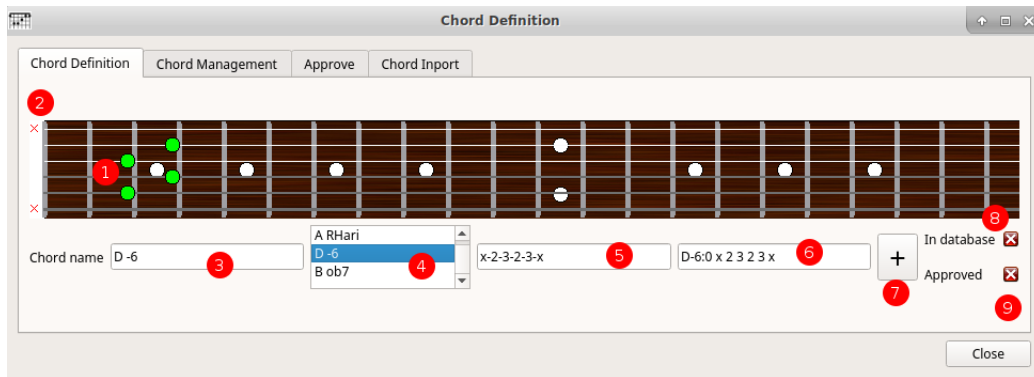 Chord Definition
Chord Definition Chord Management Approve Chord Inport
2
×
1
×
8
A RHari
In database
Chord name D -6 3 D -6 4 x-2-3-2-3-x 5 D-6:0 x 2 3 2 3 x 6 +
B ob7
Approved
7
9
Close